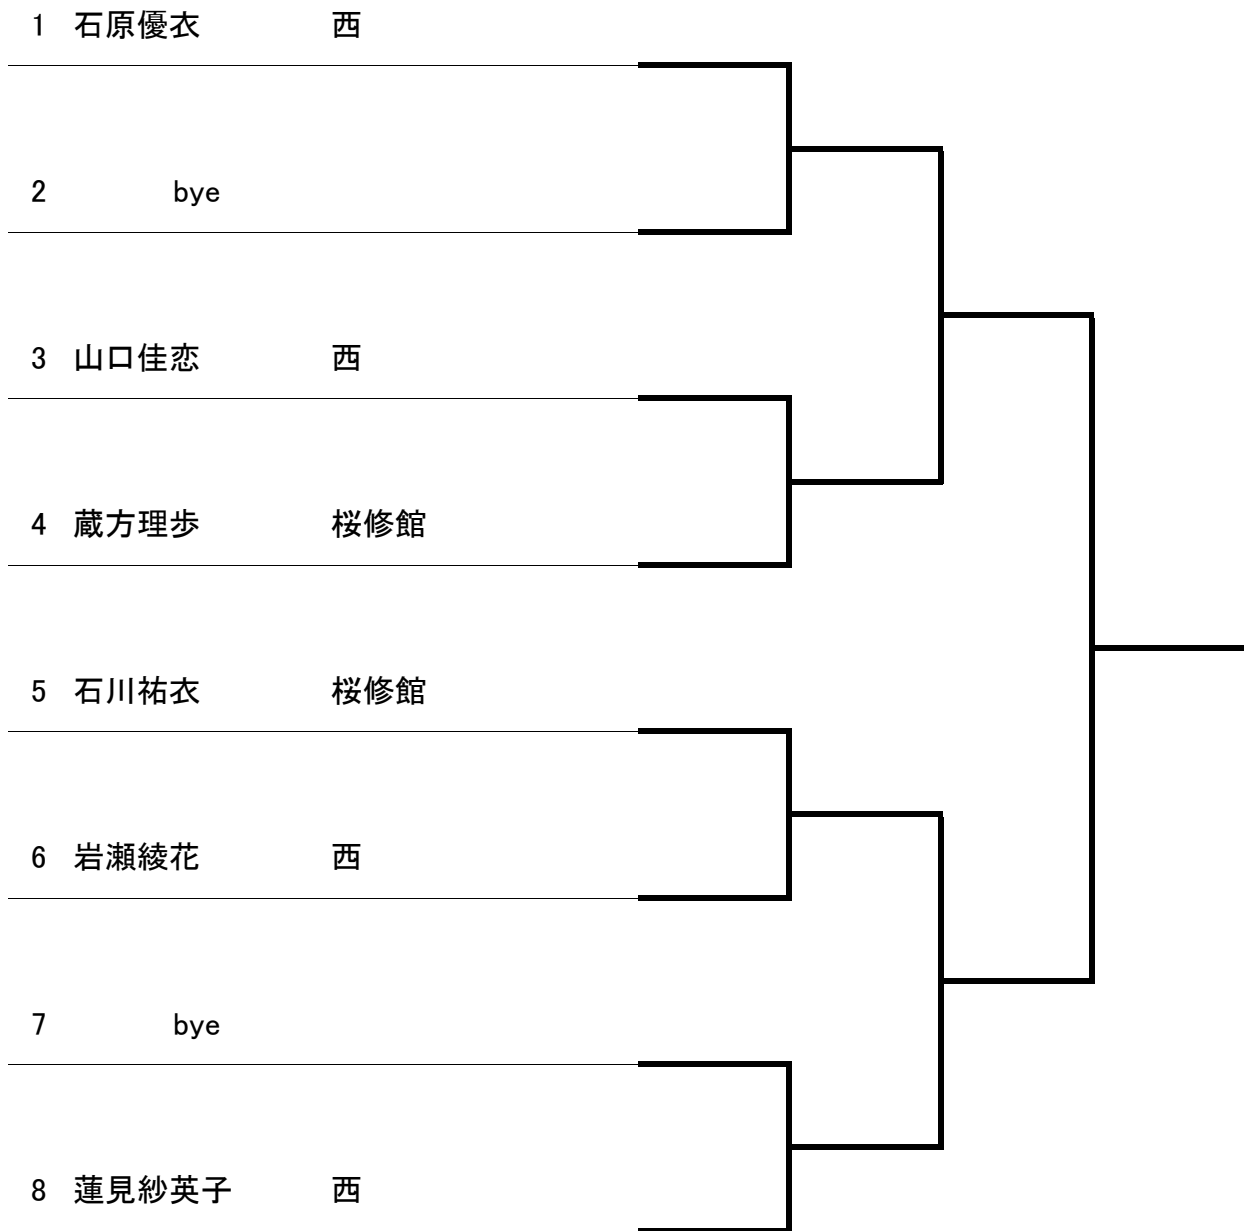 1 石原優衣 西
2 bye
3 山口佳恋 西
4 蔵方理歩 桜修館
5 石川祐衣 桜修館
6 岩瀬綾花 西
7 bye
8 蓮見紗英子 西